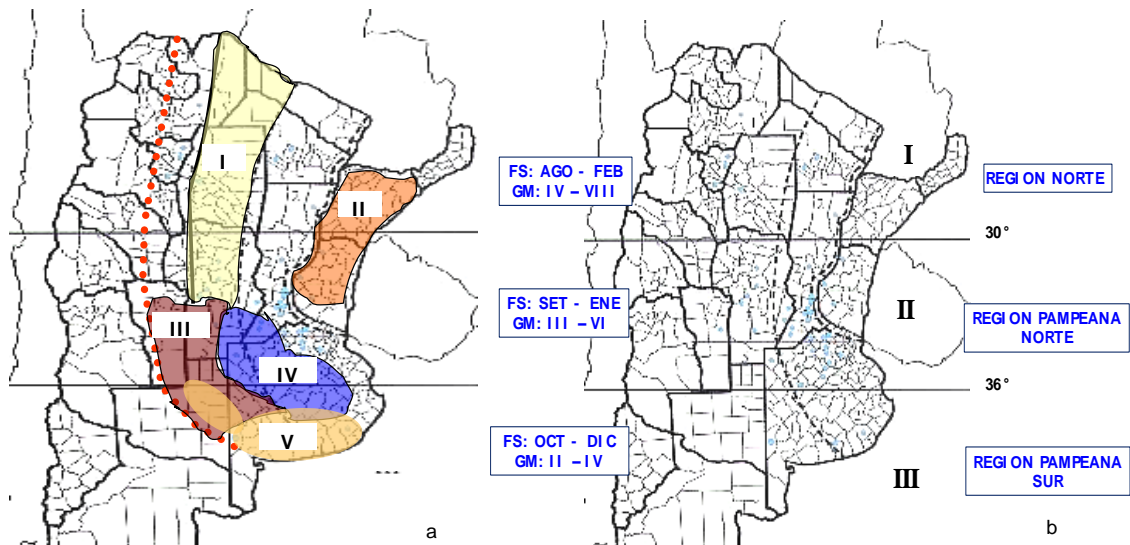 I
II
III
IV
V
a
FS: AGO - FEB
GM: IV – VIII
FS: SET - ENE
GM: III - VI
FS: OCT - DIC
GM: II – IV
I
REGION NORTE
30°
II
REGION PAMPEANA
NORTE
36°
III
REGION PAMPEANA
SUR
b